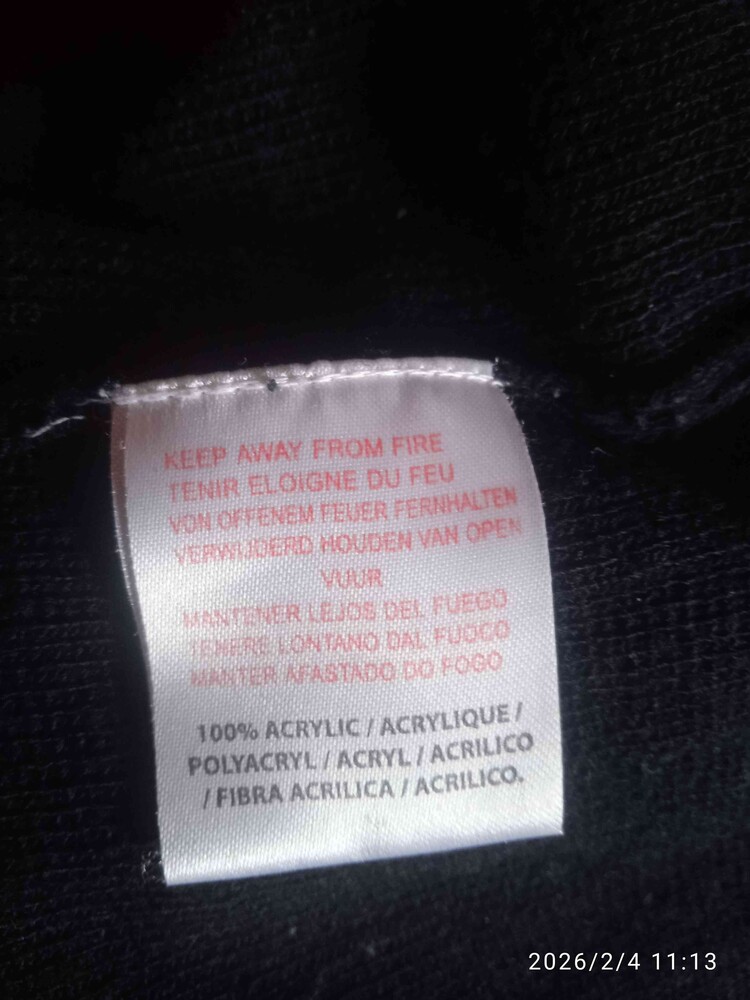 KEEP AWAY FROM FIRE
TENIR ELOIGNE DU FEU
VON OFFENEM FEUER FERNHALTEN
VERWIJDERD HOUDEN VAN OPEN
VUUR
MANTENER LEJOS DEL FUEGO
TENERE LONTANO DAL FUOCO
MANTER AFASTADO DO FOGO
100% ACRYLIC / ACRYLIQUE /
POLYACRYL / ACRYL / ACRILICO
/ FIBRA ACRILICA / ACRILICO.
2026/2/4 11:13